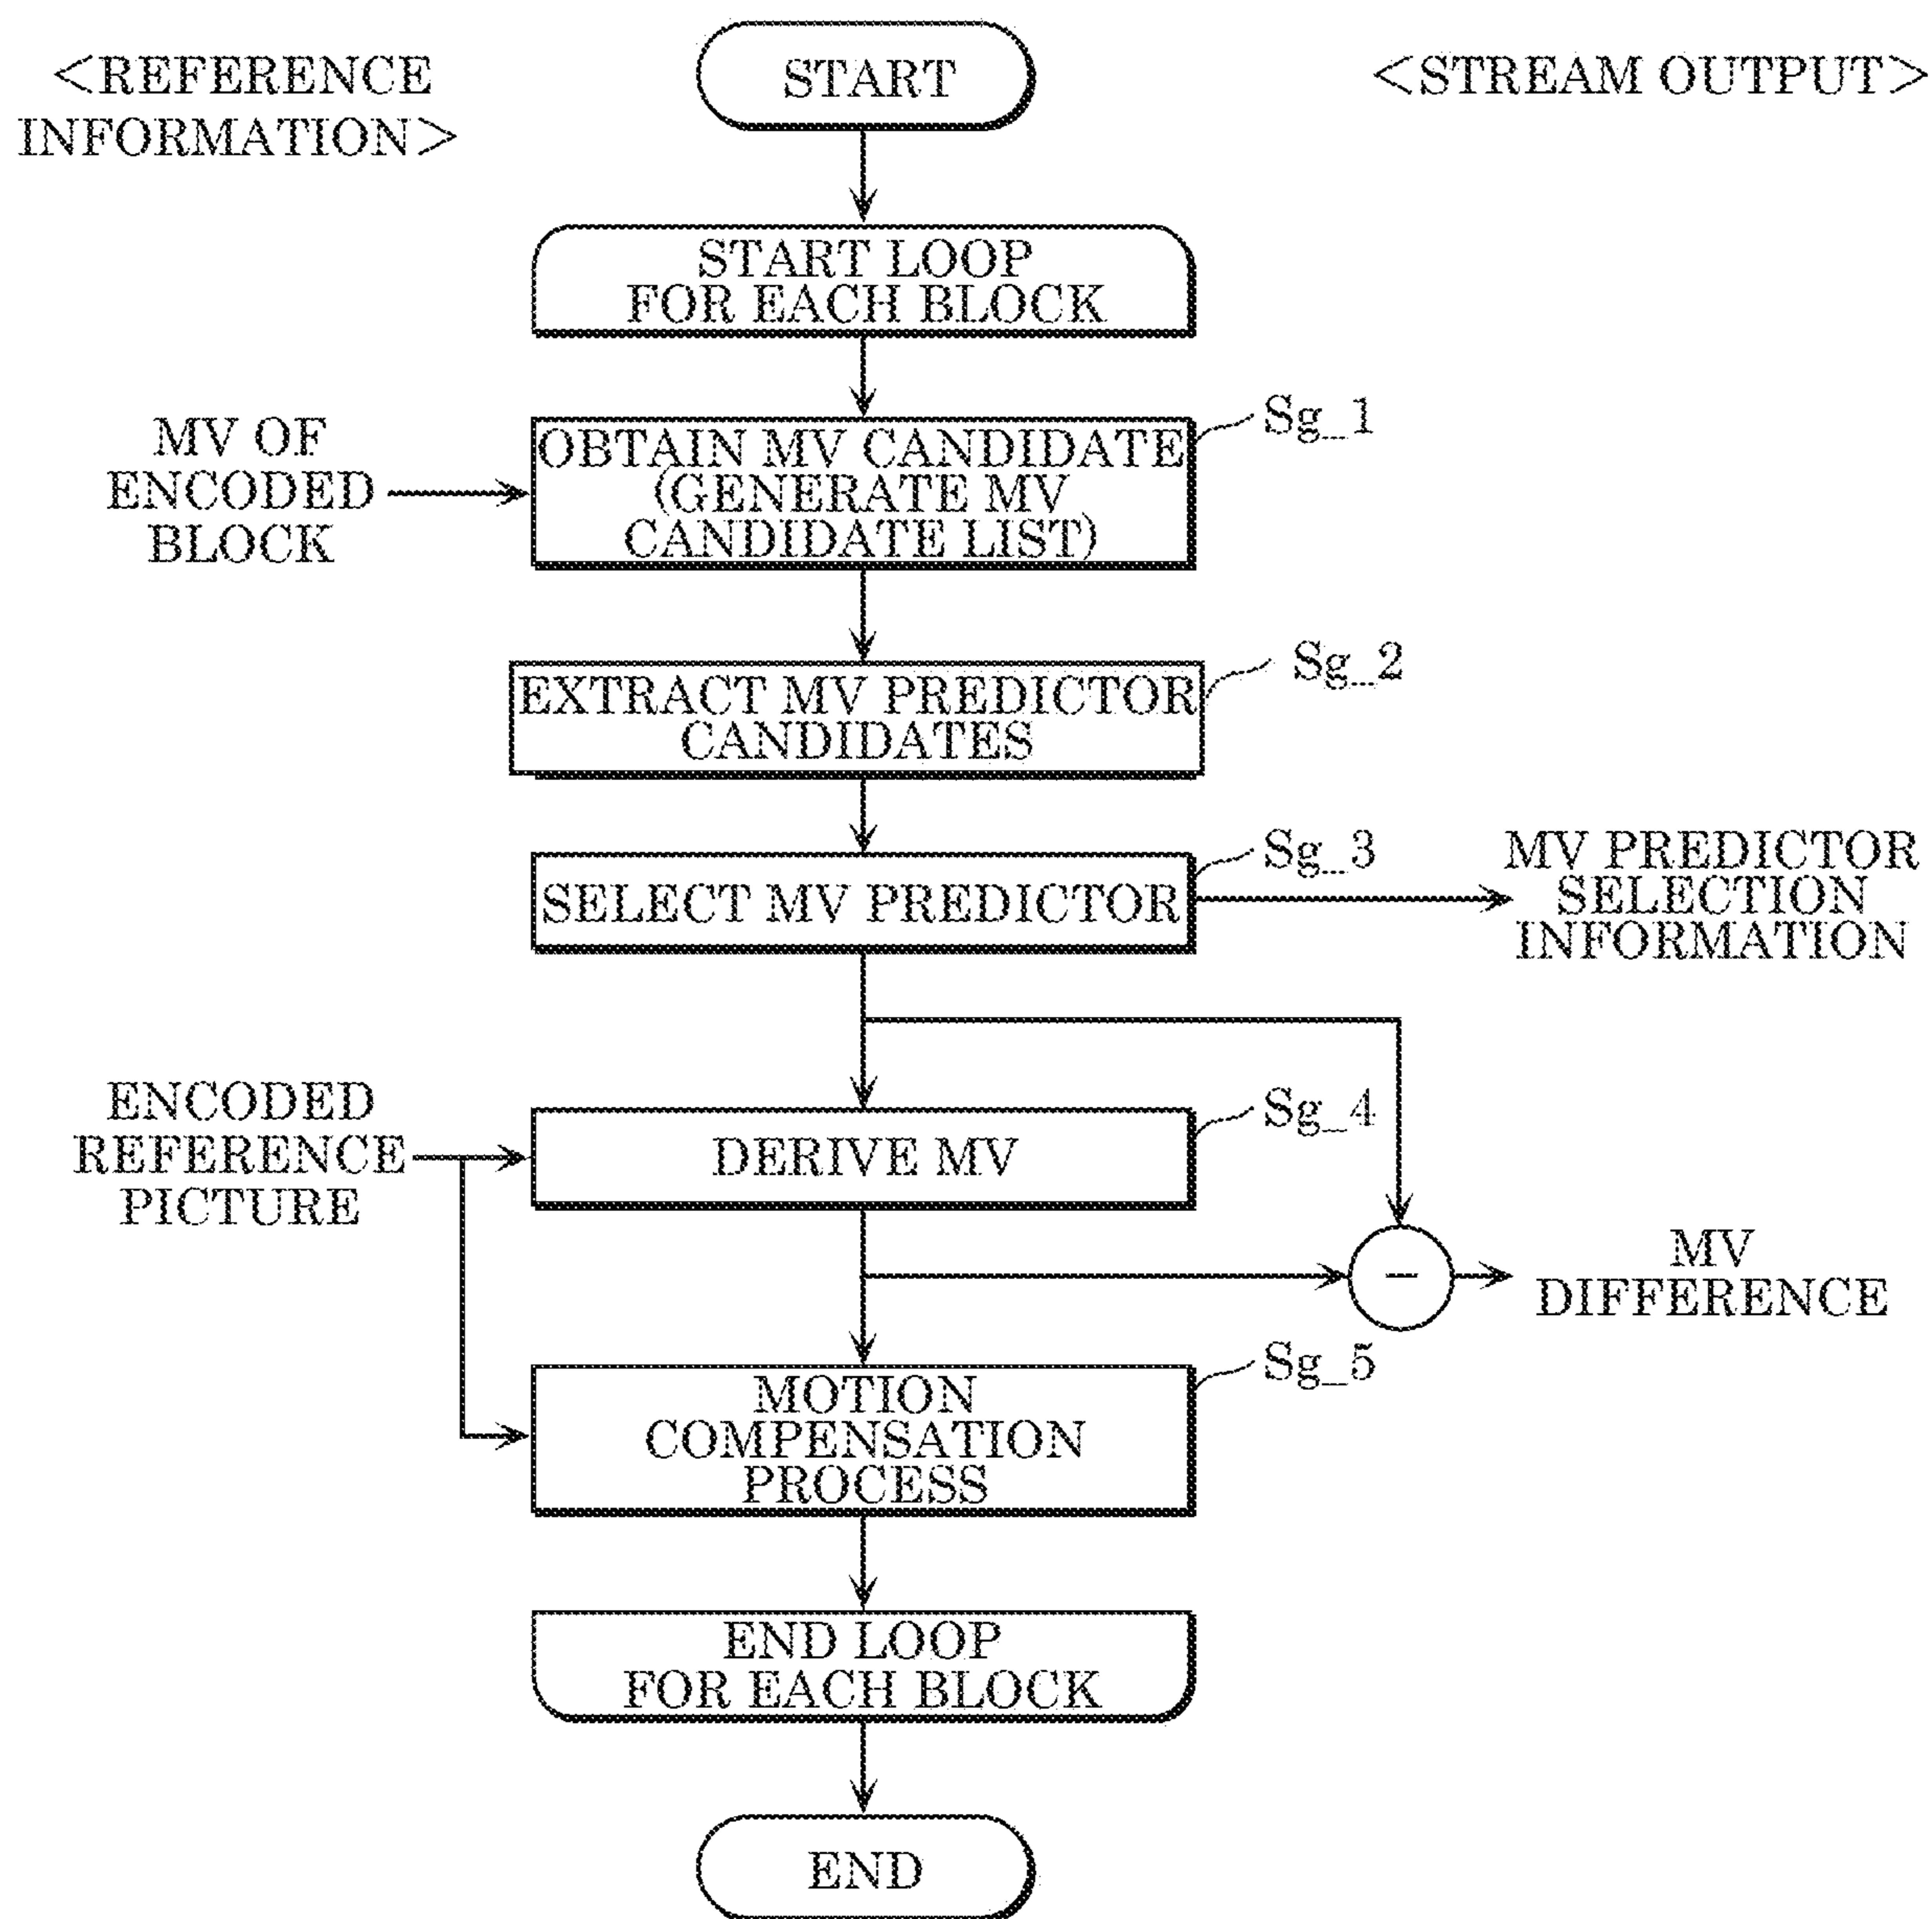 <REFERENCE
INFORMATION>
START
<STREAM OUTPUT>
START LOOP
FOR EACH BLOCK
MV OF
ENCODED
BLOCK
OBTAIN MV CANDIDATE
(GENERATE MV
CANDIDATE LIST)
Sg_1
EXTRACT MV PREDICTOR
CANDIDATES
Sg_2
SELECT MV PREDICTOR
Sg_3
MV PREDICTOR
SELECTION
INFORMATION
ENCODED
REFERENCE
PICTURE
DERIVE MV
Sg_4
−
MV
DIFFERENCE
MOTION
COMPENSATION
PROCESS
Sg_5
END LOOP
FOR EACH BLOCK
END